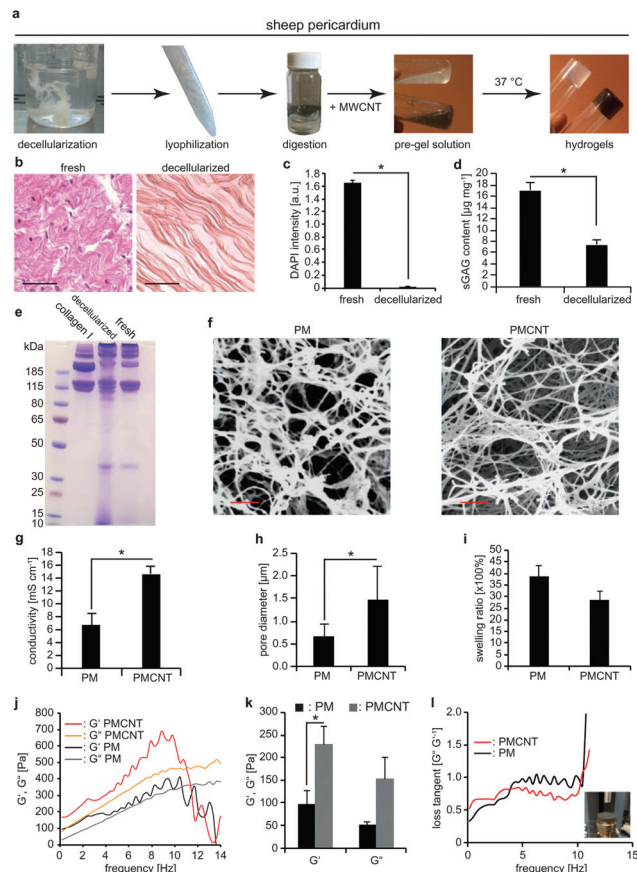 a
sheep pericardium
37 °C
+ MWCNT
decellularization
lyophilization
digestion
pre-gel solution
hydrogels
b
fresh
decellularized
c
DAPI intensity [a.u.]
1.8
1.6
1.4
1.2
1.0
0.8
0.6
0.4
0.2
0
*
fresh
decellularized
d
sGAG content [µg mg⁻¹]
20
18
16
14
12
10
8
6
4
2
0
*
fresh
decellularized
e
collagen I
decellularized
fresh
kDa
185
115
80
65
50
30
25
15
10
f
PM
PMCNT
g
conductivity [mS cm⁻¹]
16
14
12
10
8
6
4
2
0
*
PM
PMCNT
h
pore diameter [µm]
2.5
2.0
1.5
1.0
0.5
0
*
PM
PMCNT
i
swelling ratio [x100%]
50
45
40
35
30
25
20
15
10
5
0
PM
PMCNT
j
G‘, G“ [Pa]
800
700
600
500
400
300
200
100
0
: G‘ PMCNT
: G“ PMCNT
: G‘ PM
: G“ PM
0 2 4 6 8 10 12 14
frequency [Hz]
k
: PM
: PMCNT
G‘, G“ [Pa]
300
250
200
150
100
50
0
*
G‘
G“
l
loss tangent [G“ G‘⁻¹]
2.0
1.5
1.0
0.5
0
: PMCNT
: PM
0 5 10 15
frequency [Hz]